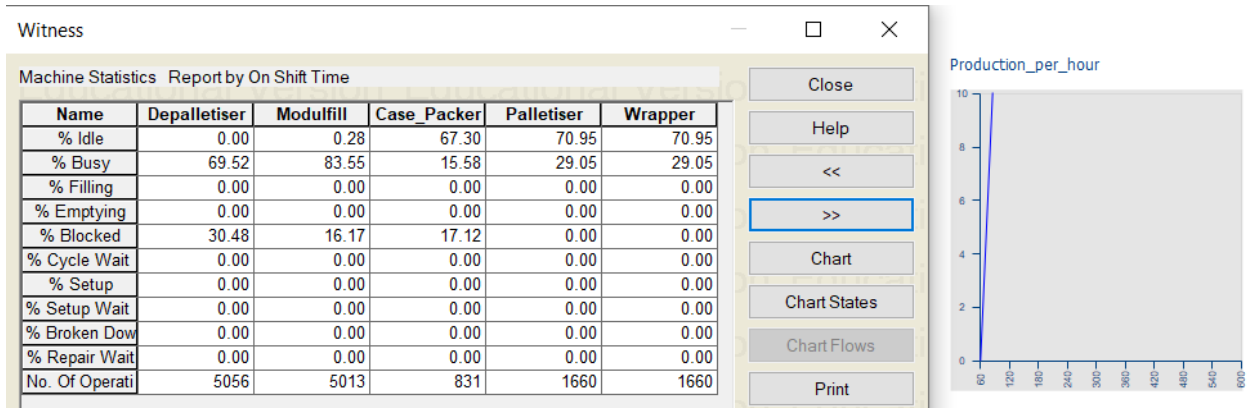 Witness
Machine Statistics Report by On Shift Time
Name Depalletiser Modulfill Case_Packer Palletiser Wrapper
% Idle 0.00 0.28 67.30 70.95 70.95
% Busy 69.52 83.55 15.58 29.05 29.05
% Filling 0.00 0.00 0.00 0.00 0.00
% Emptying 0.00 0.00 0.00 0.00 0.00
% Blocked 30.48 16.17 17.12 0.00 0.00
% Cycle Wait 0.00 0.00 0.00 0.00 0.00
% Setup 0.00 0.00 0.00 0.00 0.00
% Setup Wait 0.00 0.00 0.00 0.00 0.00
% Broken Dow 0.00 0.00 0.00 0.00 0.00
% Repair Wait 0.00 0.00 0.00 0.00 0.00
No. Of Operati 5056 5013 831 1660 1660
Close
Help
<<
>>
Chart
Chart States
Chart Flows
Print
Production_per_hour
10
8
6
4
2
0
60 120 180 240 300 360 420 480 540 600